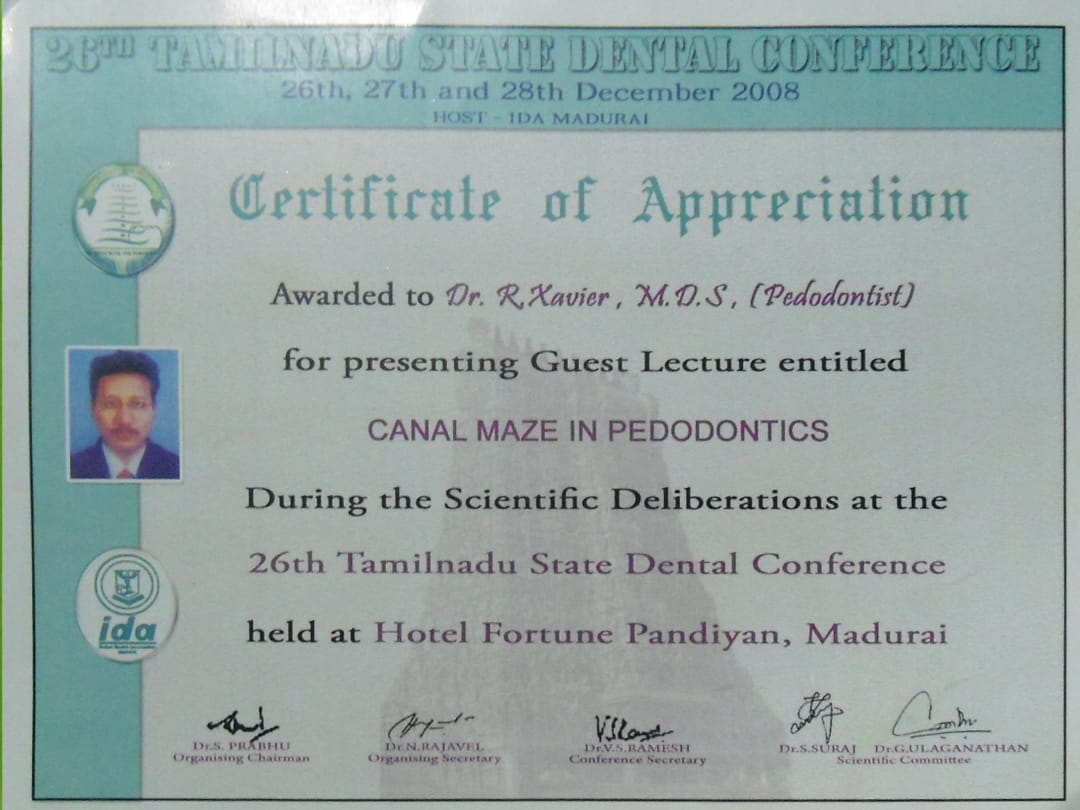 26TH TAMILNADU STATE DENTAL CONFERENCE
26th, 27th and 28th December 2008
HOST - IDA MADURAI
Certificate of Appreciation
Awarded to Dr. R.Xavier, M.D.S, (Pedodontist)
for presenting Guest Lecture entitled
CANAL MAZE IN PEDODONTICS
During the Scientific Deliberations at the
26th Tamilnadu State Dental Conference
held at Hotel Fortune Pandiyan, Madurai
ida
Dr.S. PRABHU
Organising Chairman
Dr.N.RAJAVEL
Organising Secretary
Dr.V.S.RAMESH
Conference Secretary
Dr.S.SURAJ Dr.G.ULAGANATHAN
Scientific Committee